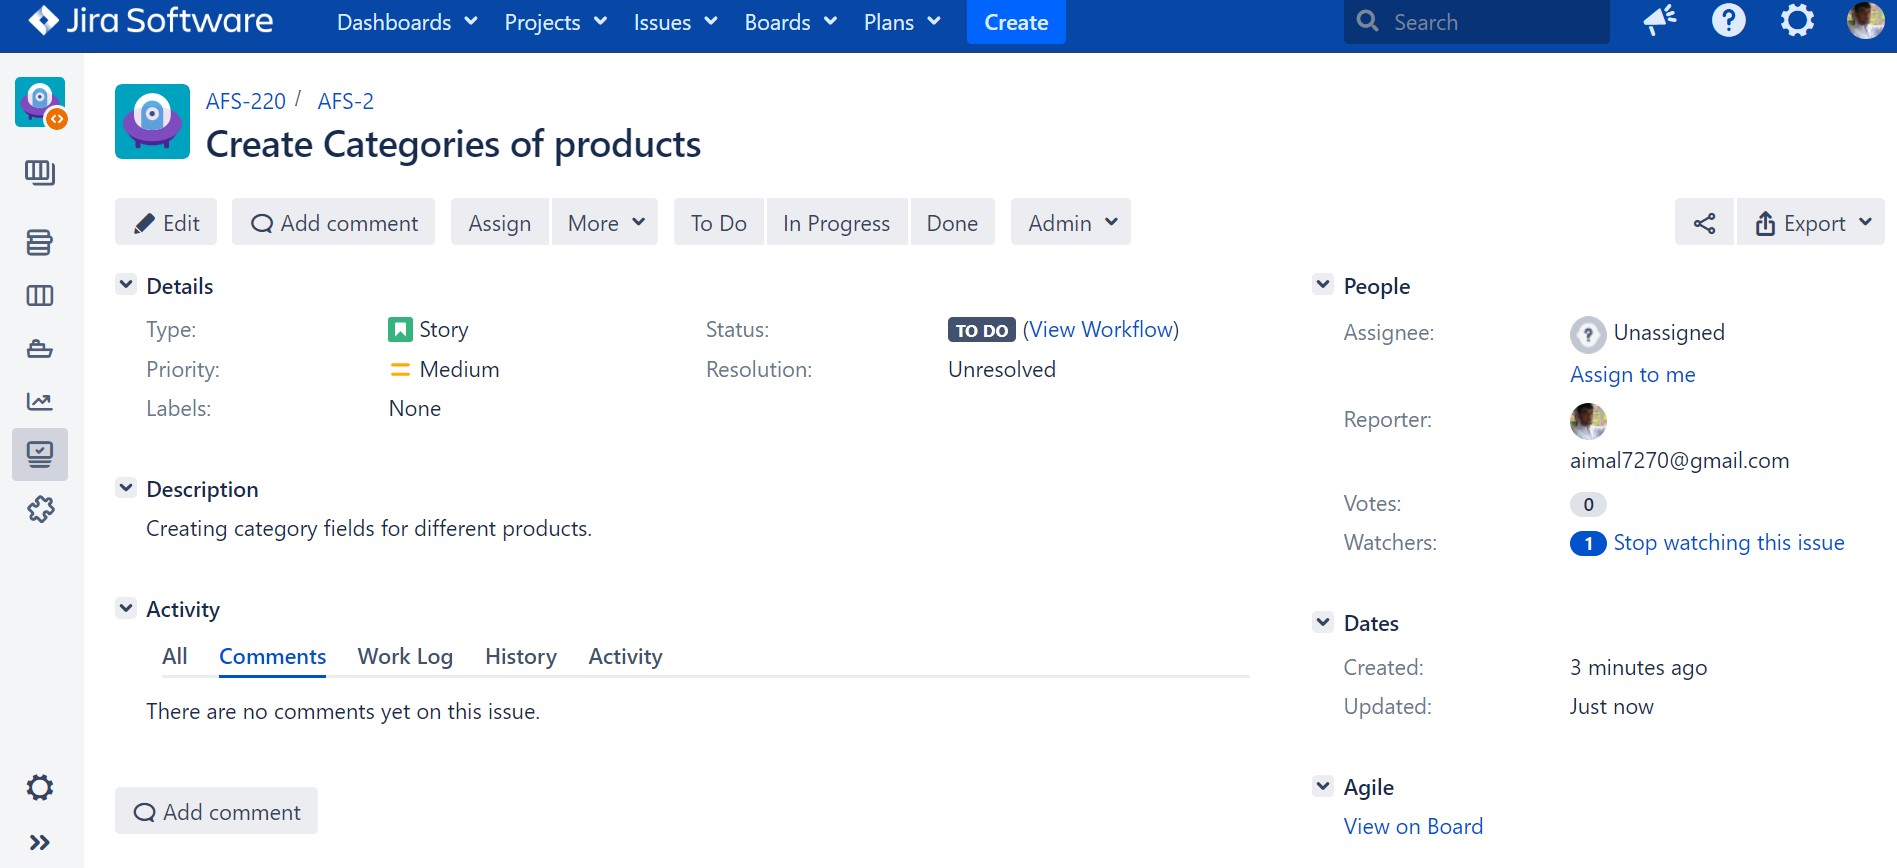 Jira Software Dashboards Projects Issues Boards Plans Create Search
AFS-220 / AFS-2
Create Categories of products
Edit Add comment Assign More To Do In Progress Done Admin Export
Details
Type: Story Status: TO DO (View Workflow)
Priority: Medium Resolution: Unresolved
Labels: None
Description
Creating category fields for different products.
Activity
All Comments Work Log History Activity
There are no comments yet on this issue.
Add comment
People
Assignee: Unassigned
Assign to me
Reporter:
aimal7270@gmail.com
Votes: 0
Watchers: 1 Stop watching this issue
Dates
Created: 3 minutes ago
Updated: Just now
Agile
View on Board